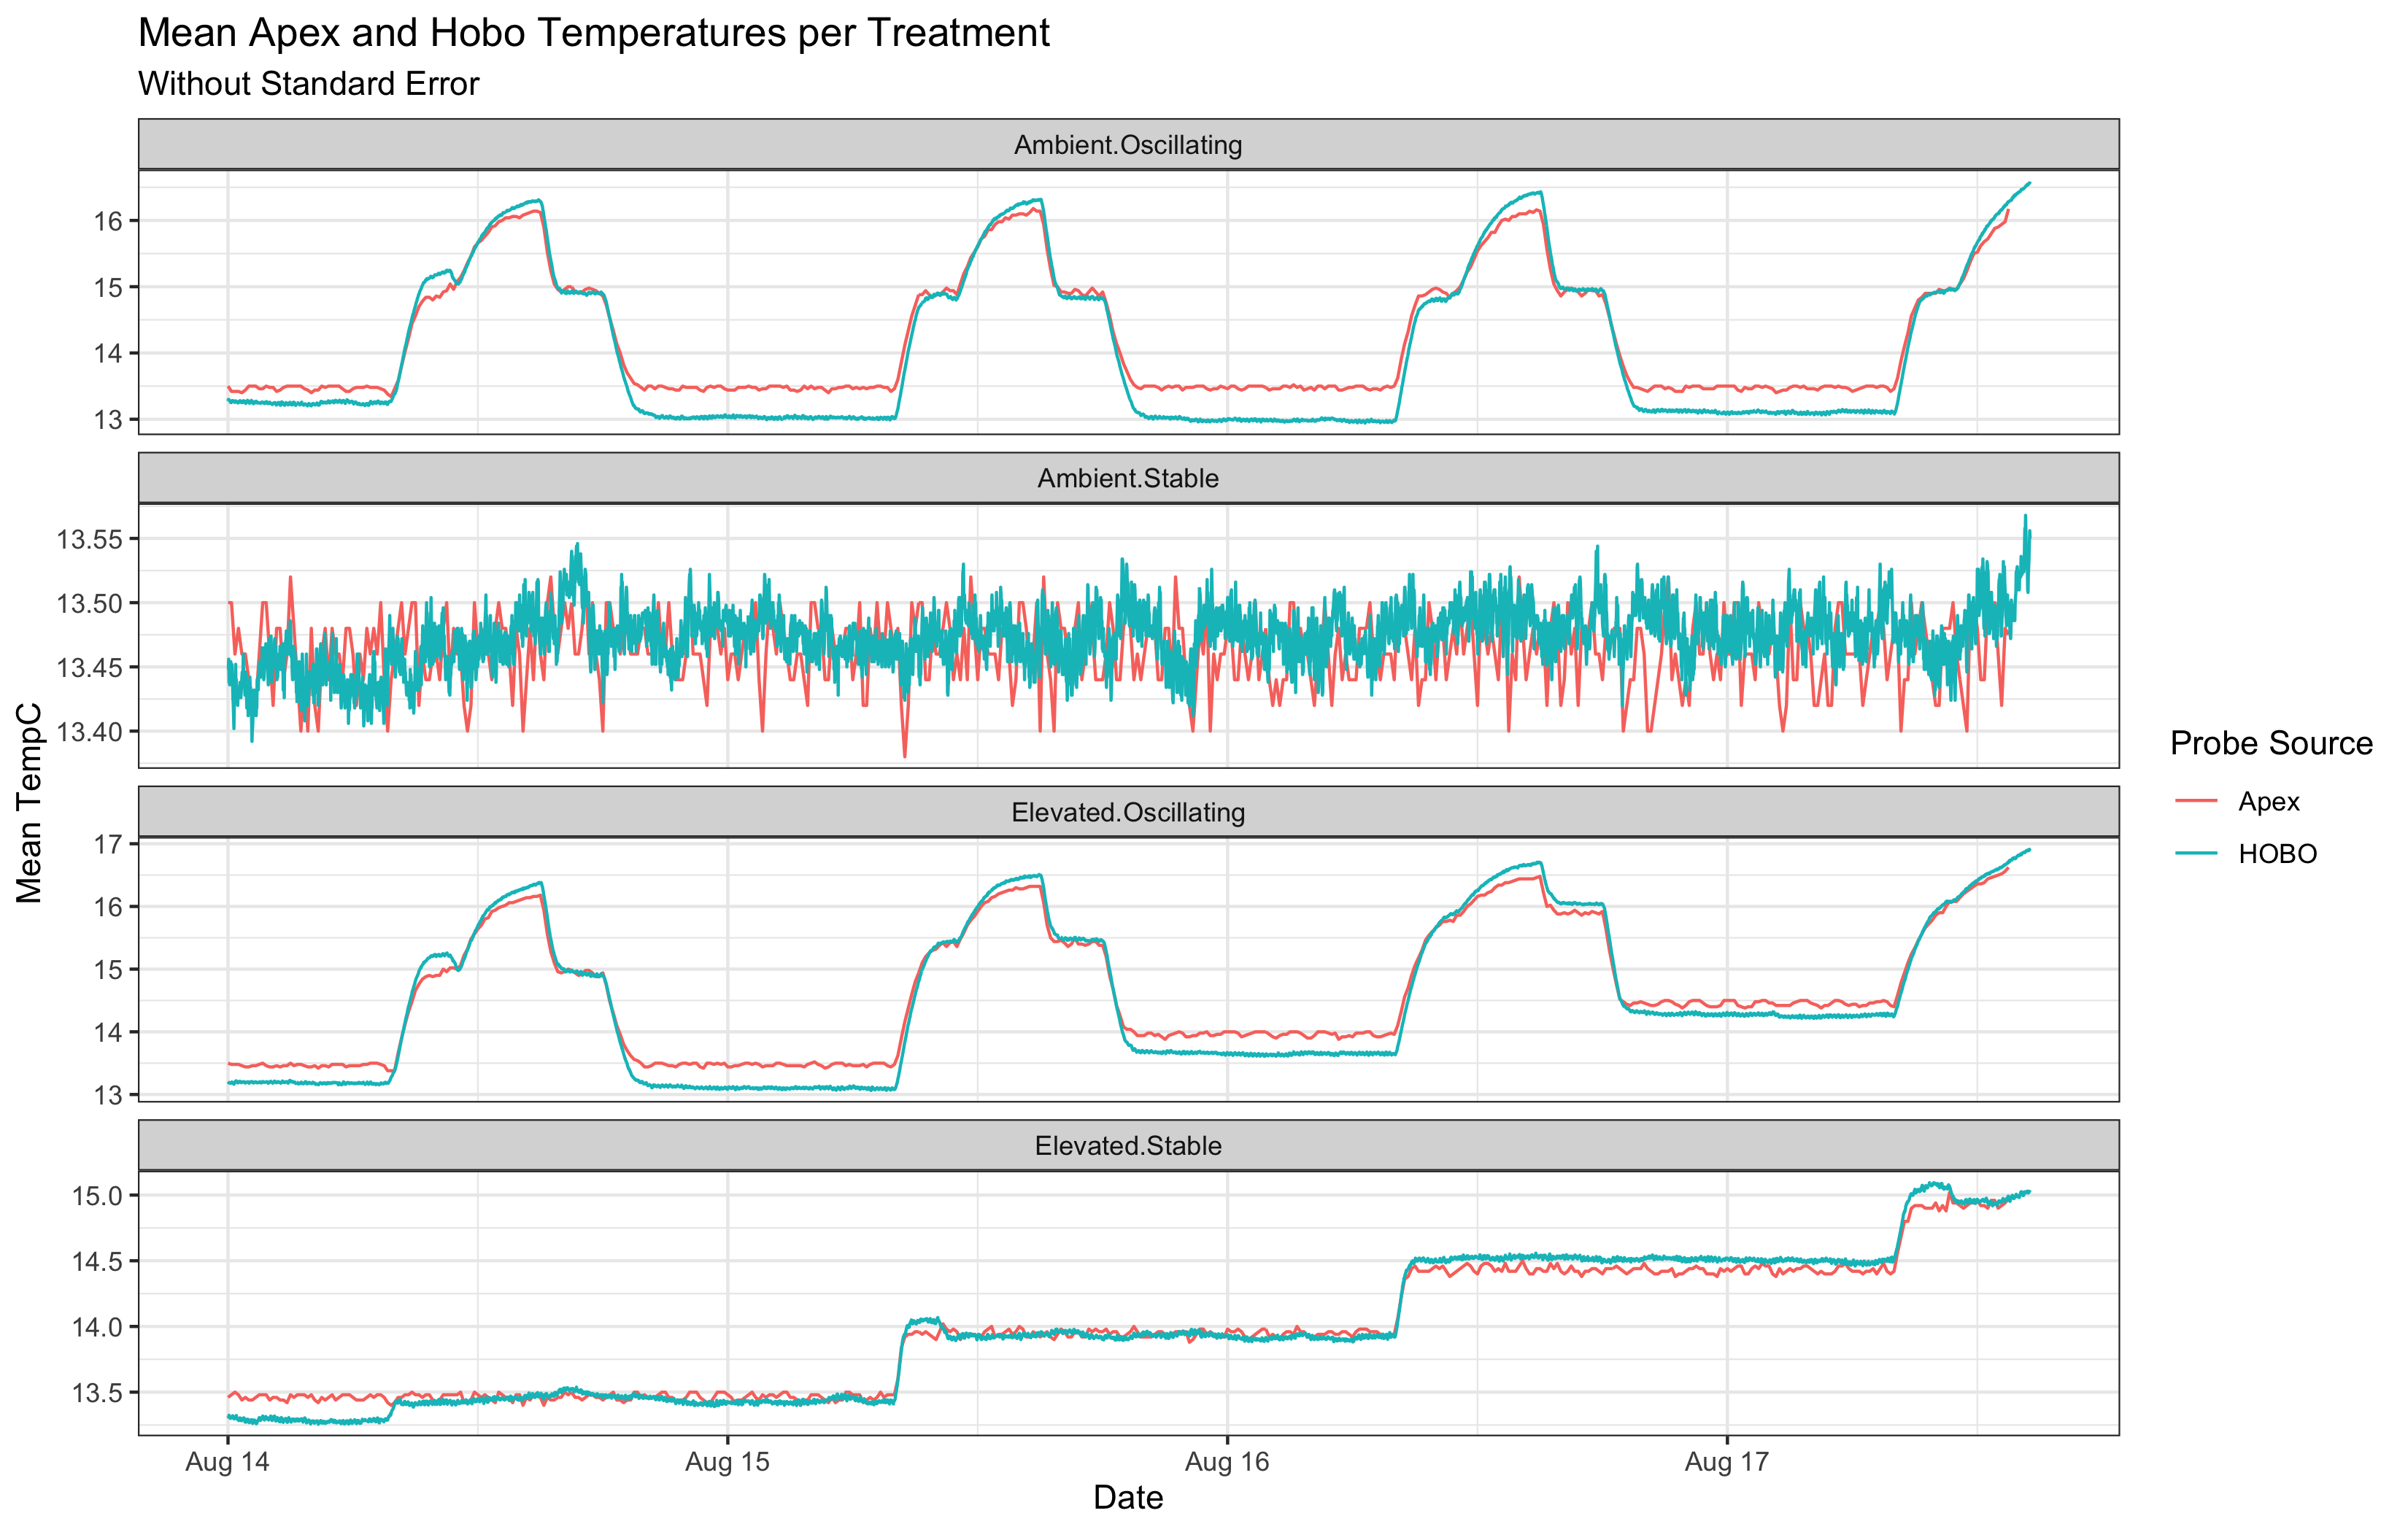 Mean Apex and Hobo Temperatures per Treatment
Without Standard Error
Ambient.Oscillating
16
15
14
13
Ambient.Stable
13.55
13.50
13.45
13.40
Elevated.Oscillating
17
16
15
14
13
Elevated.Stable
15.0
14.5
14.0
13.5
Aug 14
Aug 15
Aug 16
Aug 17
Date
Mean TempC
Probe Source
Apex
HOBO